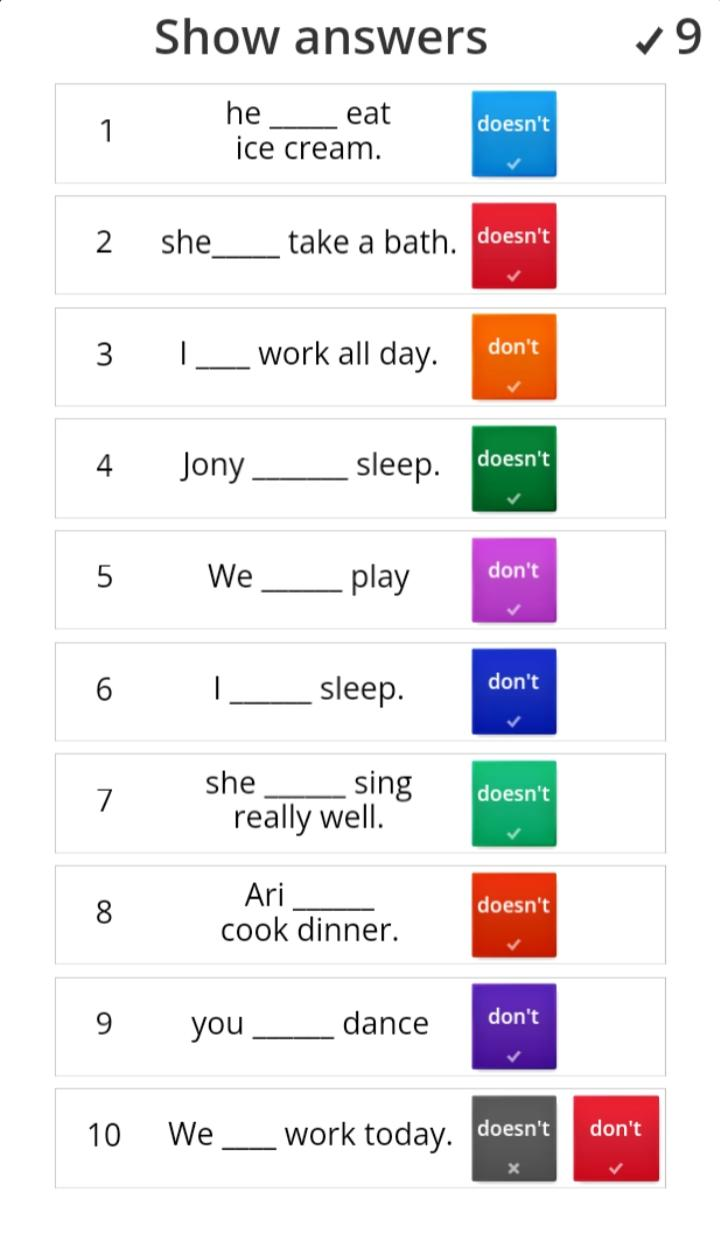 Show answers ✓ 9
1 he _____ eat doesn't ✓
ice cream.
2 she_____ take a bath. doesn't ✓
3 I ____ work all day. don't ✓
4 Jony _______ sleep. doesn't ✓
5 We ______ play don't ✓
6 I ______ sleep. don't ✓
7 she ______ sing doesn't ✓
really well.
8 Ari ______ doesn't ✓
cook dinner.
9 you ______ dance don't ✓
10 We ____ work today. doesn't × don't ✓